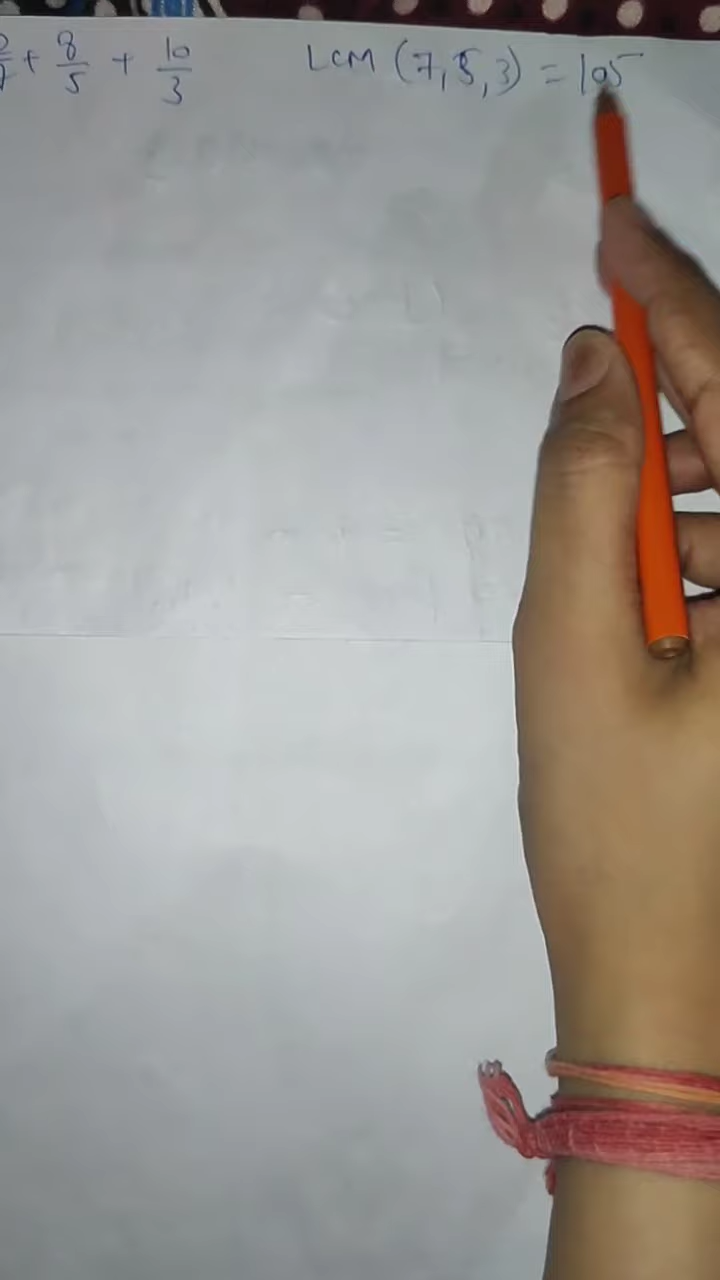 + 8/5 + 10/3 LCM (7,5,3) = 105